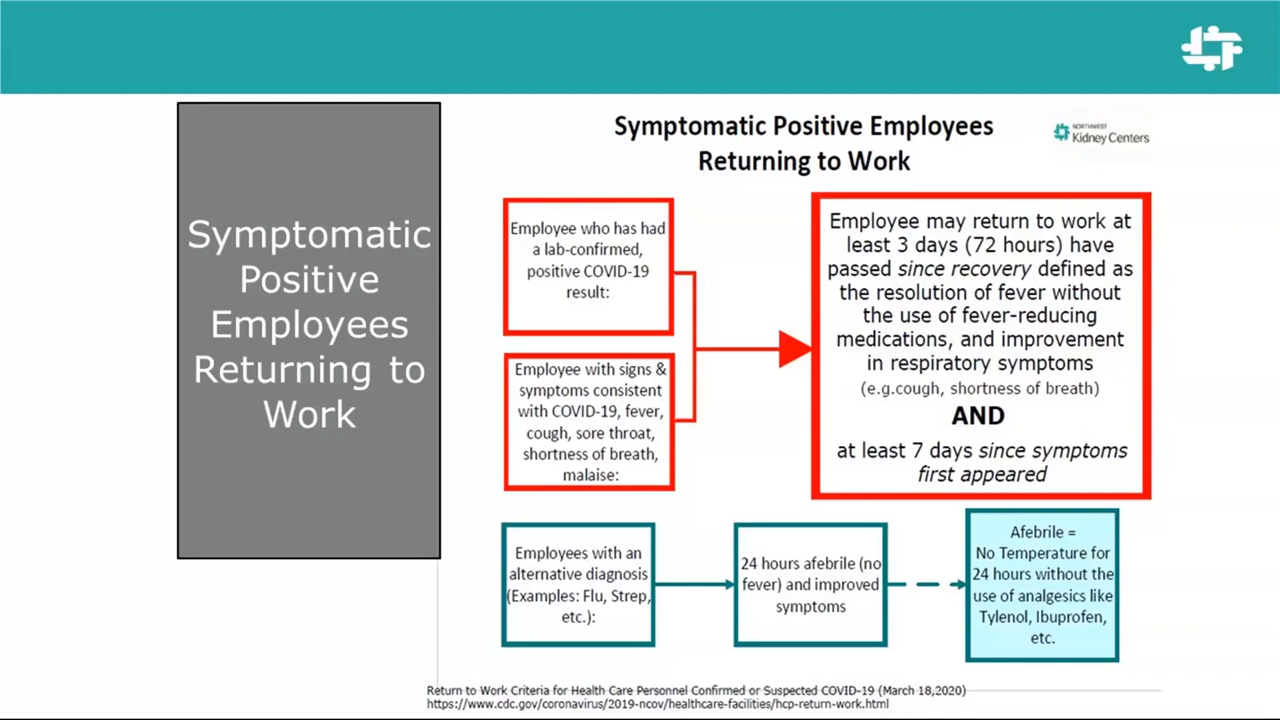 Symptomatic
Positive
Employees
Returning to
Work
Symptomatic Positive Employees
Returning to Work
NORTHWEST
Kidney Centers
Employee who has had
a lab-confirmed,
positive COVID-19
result:
Employee with signs &
symptoms consistent
with COVID-19, fever,
cough, sore throat,
shortness of breath,
malaise:
Employee may return to work at
least 3 days (72 hours) have
passed since recovery defined as
the resolution of fever without
the use of fever-reducing
medications, and improvement
in respiratory symptoms
(e.g.cough, shortness of breath)
AND
at least 7 days since symptoms
first appeared
Employees with an
alternative diagnosis
(Examples: Flu, Strep,
etc.):
24 hours afebrile (no
fever) and improved
symptoms
Afebrile =
No Temperature for
24 hours without the
use of analgesics like
Tylenol, Ibuprofen,
etc.
Return to Work Criteria for Health Care Personnel Confirmed or Suspected COVID-19 (March 18,2020)
https://www.cdc.gov/coronavirus/2019-ncov/healthcare-facilities/hcp-return-work.html